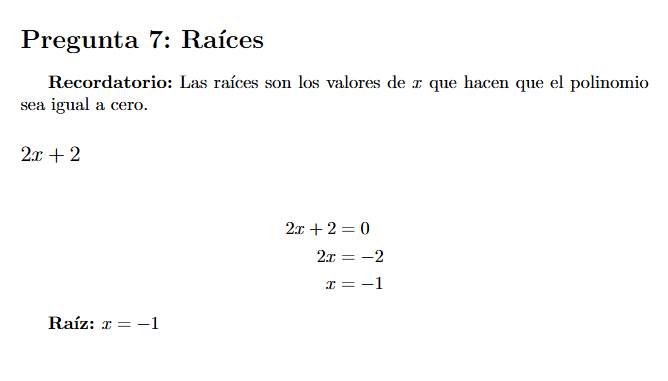 Pregunta 7: Raíces
Recordatorio: Las raíces son los valores de x que hacen que el polinomio
sea igual a cero.
2x + 2
2x + 2 = 0
2x = −2
x = −1
Raíz: x = −1